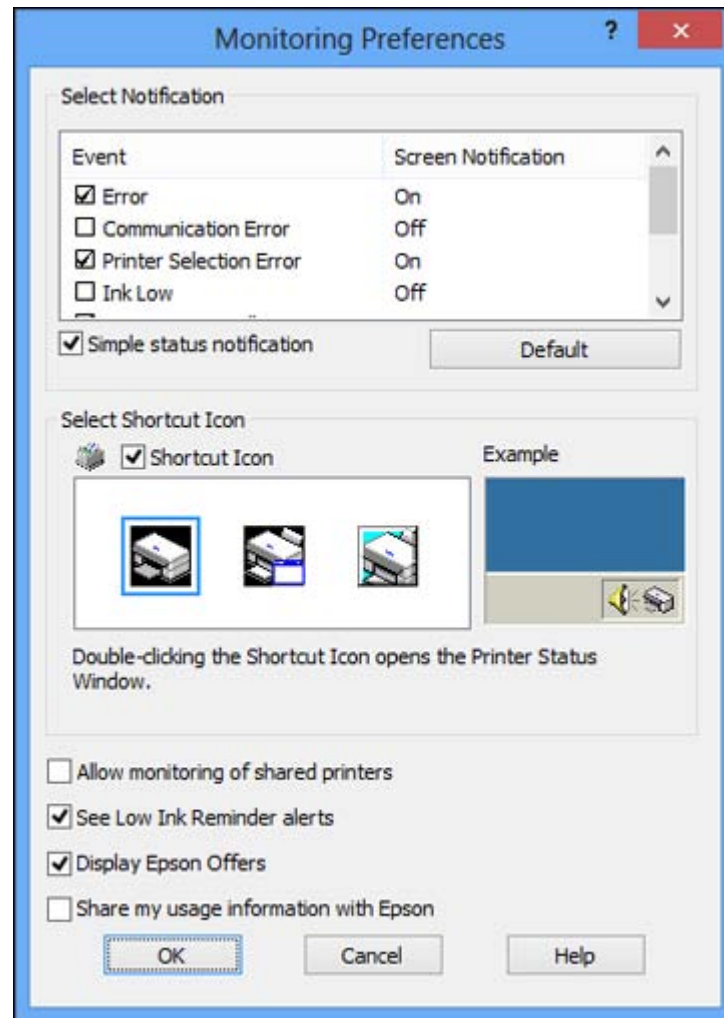 Monitoring Preferences ? ×
Select Notification
Event Screen Notification
Error On
Communication Error Off
Printer Selection Error On
Ink Low Off
Simple status notification Default
Select Shortcut Icon
Shortcut Icon Example
Double-clicking the Shortcut Icon opens the Printer Status
Window.
Allow monitoring of shared printers
See Low Ink Reminder alerts
Display Epson Offers
Share my usage information with Epson
OK Cancel Help